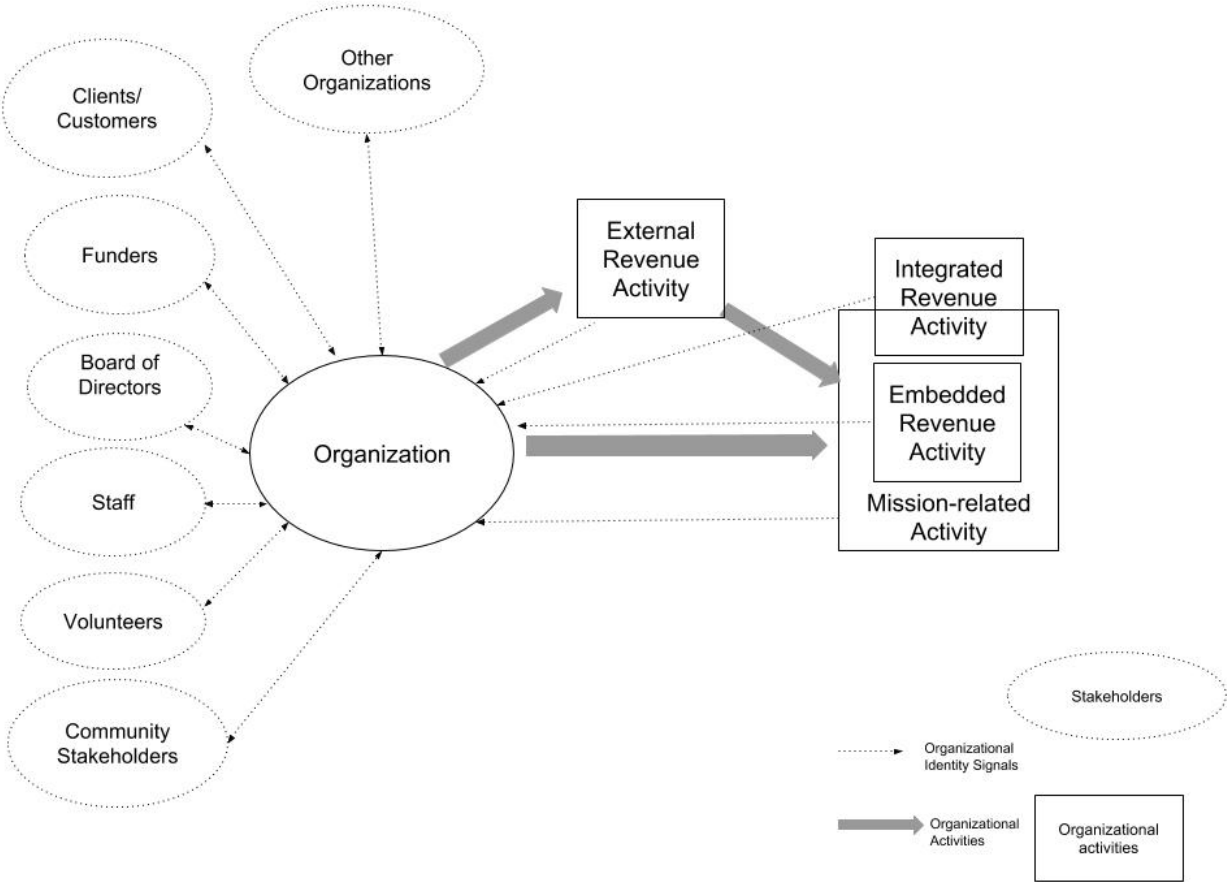 Other
Organizations
Clients/
Customers
Funders
Board of
Directors
Staff
Volunteers
Community
Stakeholders
Organization
External
Revenue
Activity
Integrated
Revenue
Activity
Embedded
Revenue
Activity
Mission-related
Activity
Stakeholders
Organizational
Identity Signals
Organizational
Activities
Organizational
activities